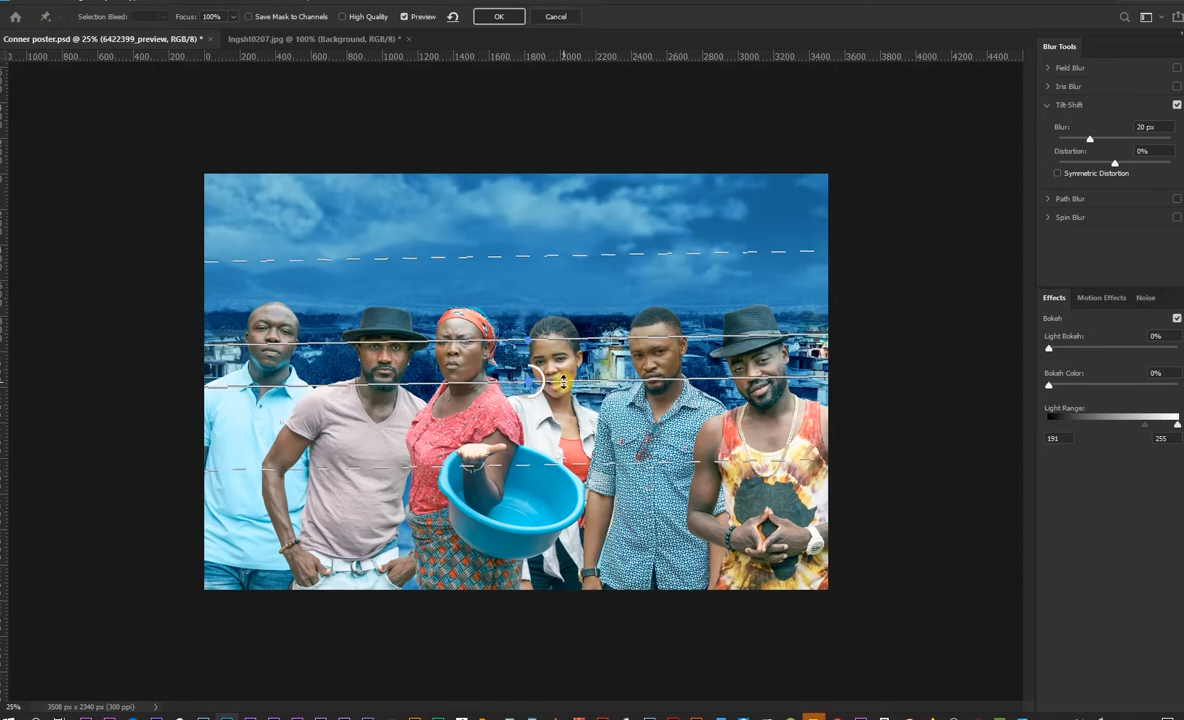 Selection Bleed:
Focus: 100%
Save Mask to Channels
High Quality
Preview
OK
Cancel
Conner poster.psd @ 25% (6422399_preview, RGB/8) *
lngsht0207.jpg @ 100% (Background, RGB/8) *
1000 800 600 400 200 0 200 400 600 800 1000 1200 1400 1600 1800 2000 2200 2400 2600 2800 3000 3200 3400 3600 3800 4000 4200 4400
Blur Tools
Field Blur
Iris Blur
Tilt-Shift
Blur: 20 px
Distortion: 0%
Symmetric Distortion
Path Blur
Spin Blur
Effects Motion Effects Noise
Bokeh
Light Bokeh: 0%
Bokeh Color: 0%
Light Range:
191 255
25% 3508 px x 2340 px (300 ppi)